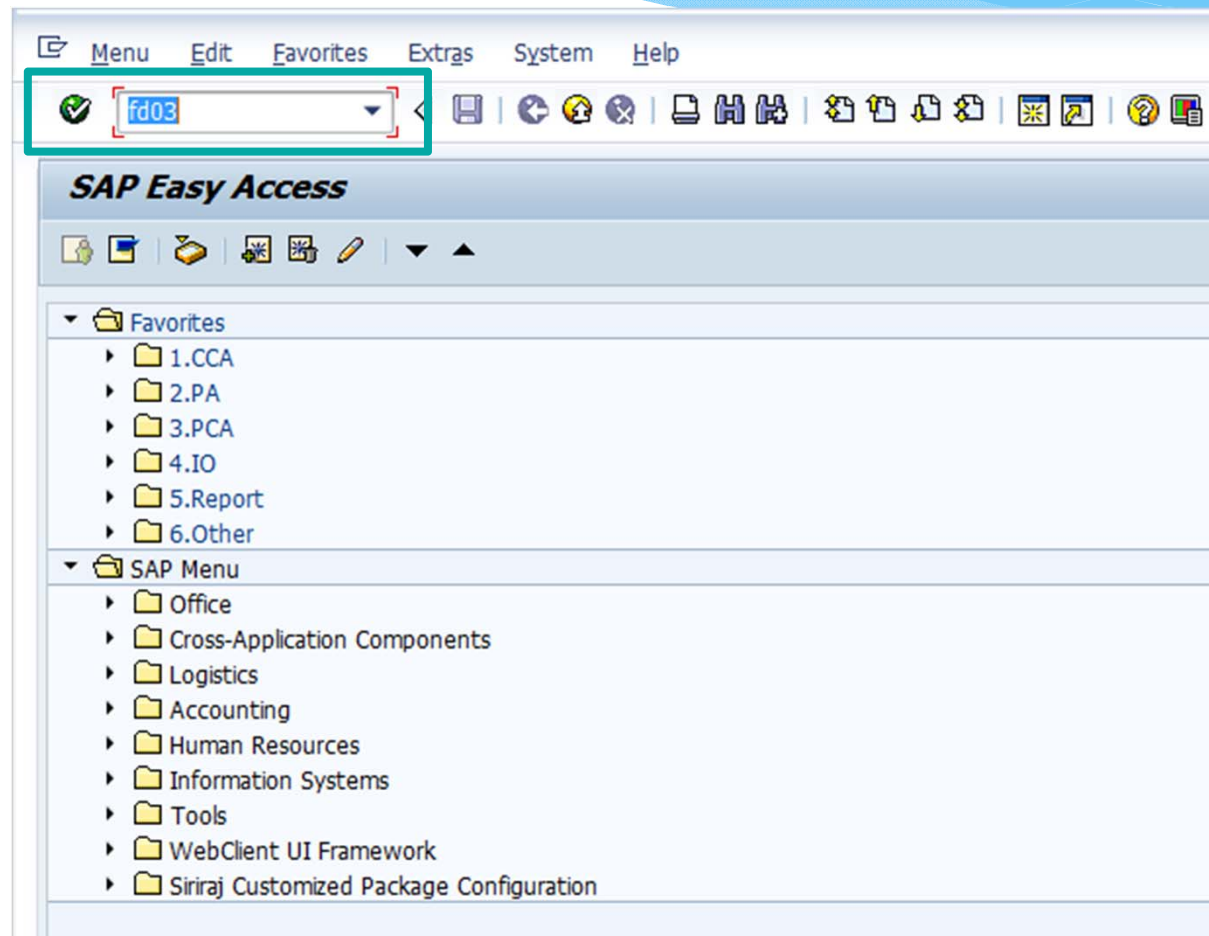 Menu Edit Favorites Extras System Help
fd03
SAP Easy Access
Favorites
1.CCA
2.PA
3.PCA
4.IO
5.Report
6.Other
SAP Menu
Office
Cross-Application Components
Logistics
Accounting
Human Resources
Information Systems
Tools
WebClient UI Framework
Siriraj Customized Package Configuration